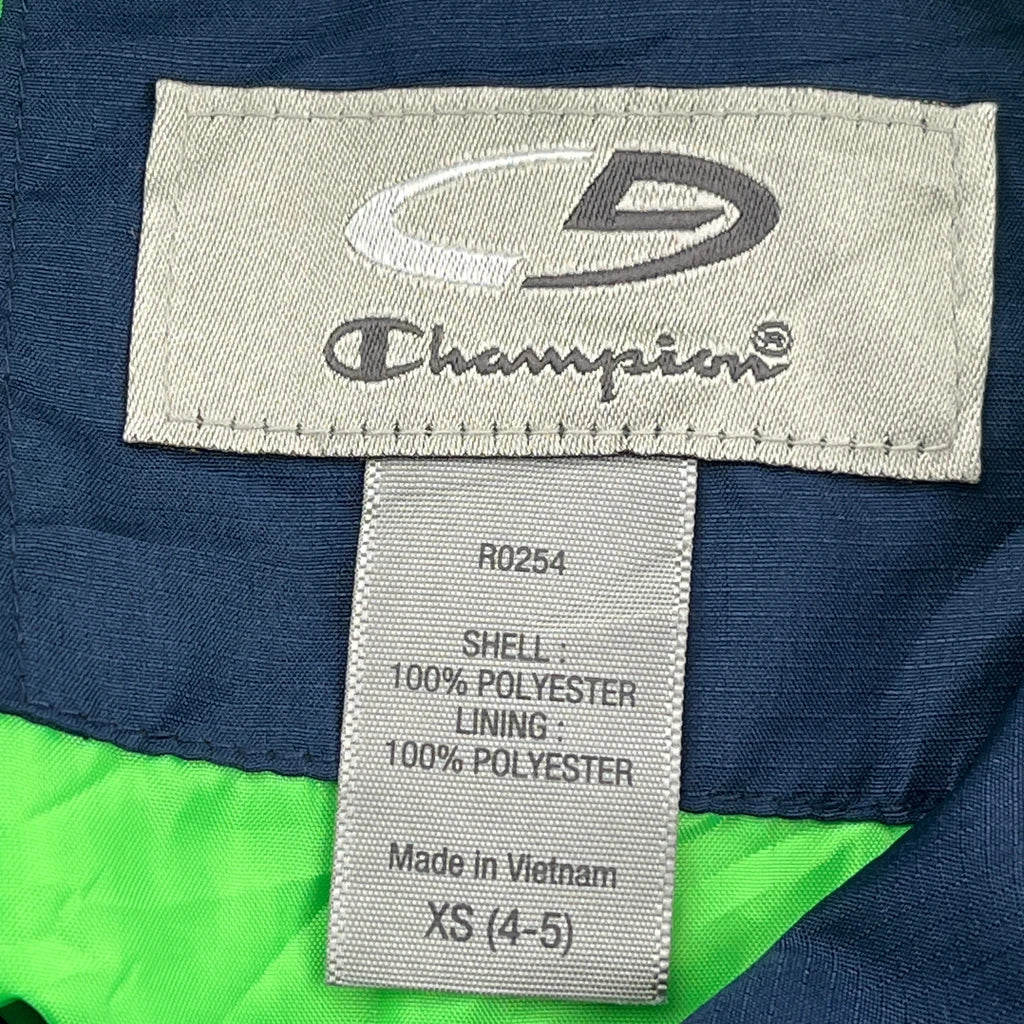 Champion®
R0254
SHELL :
100% POLYESTER
LINING :
100% POLYESTER
Made in Vietnam
XS (4-5)